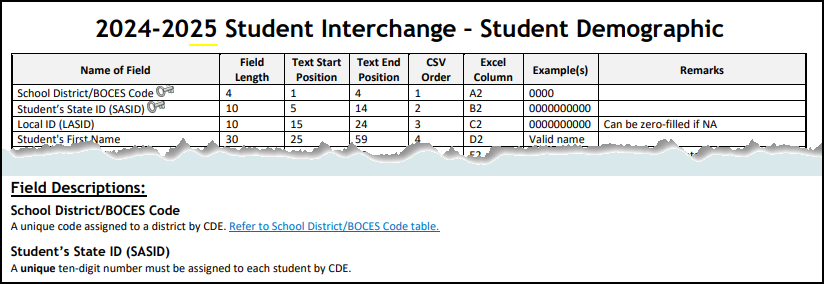 2024-2025 Student Interchange – Student Demographic
Name of Field Field Length Text Start Position Text End Position CSV Order Excel Column Example(s) Remarks
School District/BOCES Code 4 1 4 1 A2 0000
Student's State ID (SASID) 10 5 14 2 B2 0000000000
Local ID (LASID) 10 15 24 3 C2 0000000000 Can be zero-filled if NA
Student's First Name 30 25 59 4 D2 Valid name
Field Descriptions:
School District/BOCES Code
A unique code assigned to a district by CDE. Refer to School District/BOCES Code table.
Student's State ID (SASID)
A unique ten-digit number must be assigned to each student by CDE.